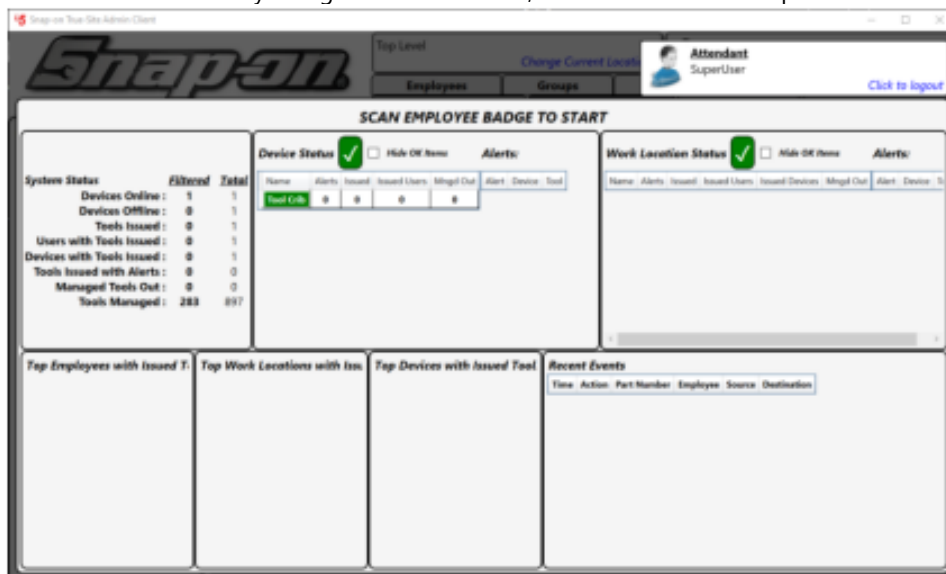 Snap-on True-Site Admin Client
Snap-on
Top Level
Change Current Locati
Employees
Groups
Attendant
SuperUser
Click to logout
SCAN EMPLOYEE BADGE TO START
System Status Filtered Total
Devices Online : 1 1
Devices Offline : 0 1
Tools Issued : 0 1
Users with Tools Issued : 0 1
Devices with Tools Issued : 0 1
Tools Issued with Alerts : 0 0
Managed Tools Out : 0 0
Tools Managed : 283 897
Device Status Hide OK Items Alerts:
Name Alerts Issued Issued Users Mngd Out Alert Device Tool
Tool Crib 0 0 0 0
Work Location Status Hide OK Items Alerts:
Name Alerts Issued Issued Users Issued Devices Mngd Out Alert Device
Top Employees with Issued T
Top Work Locations with Issu
Top Devices with Issued Tool
Recent Events
Time Action Part Number Employee Source Destination